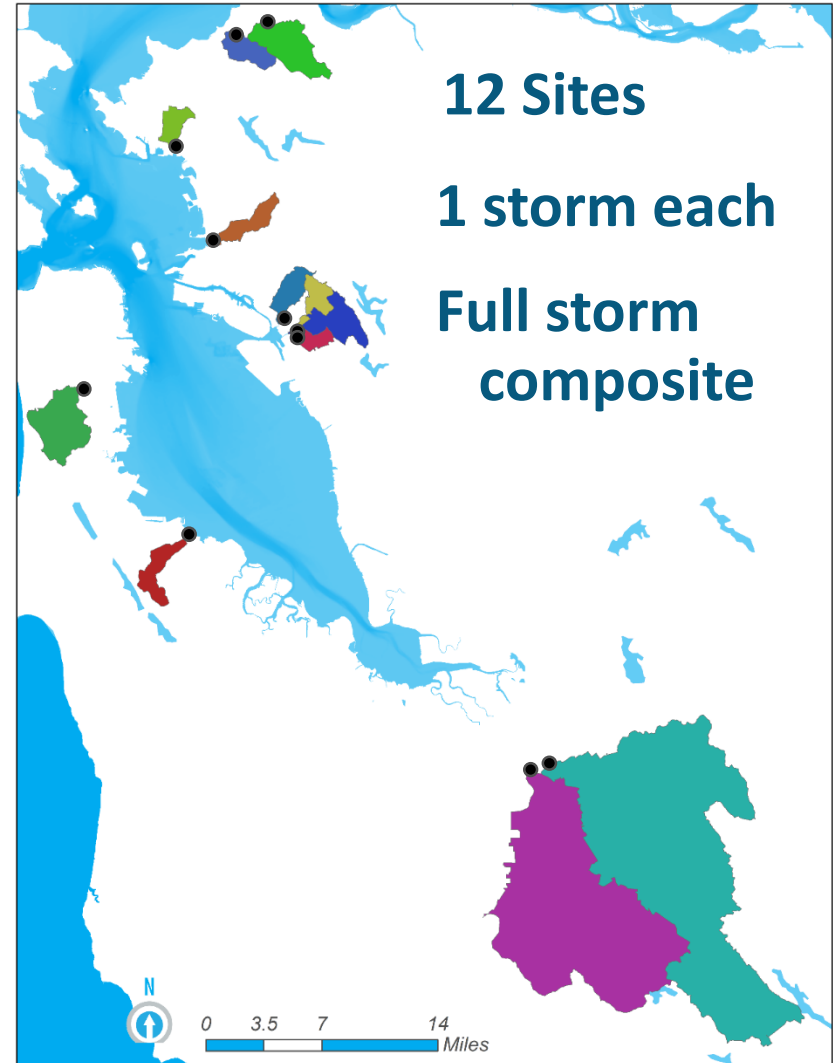 12 Sites
1 storm each
Full storm
composite
N
0 3.5 7 14
Miles